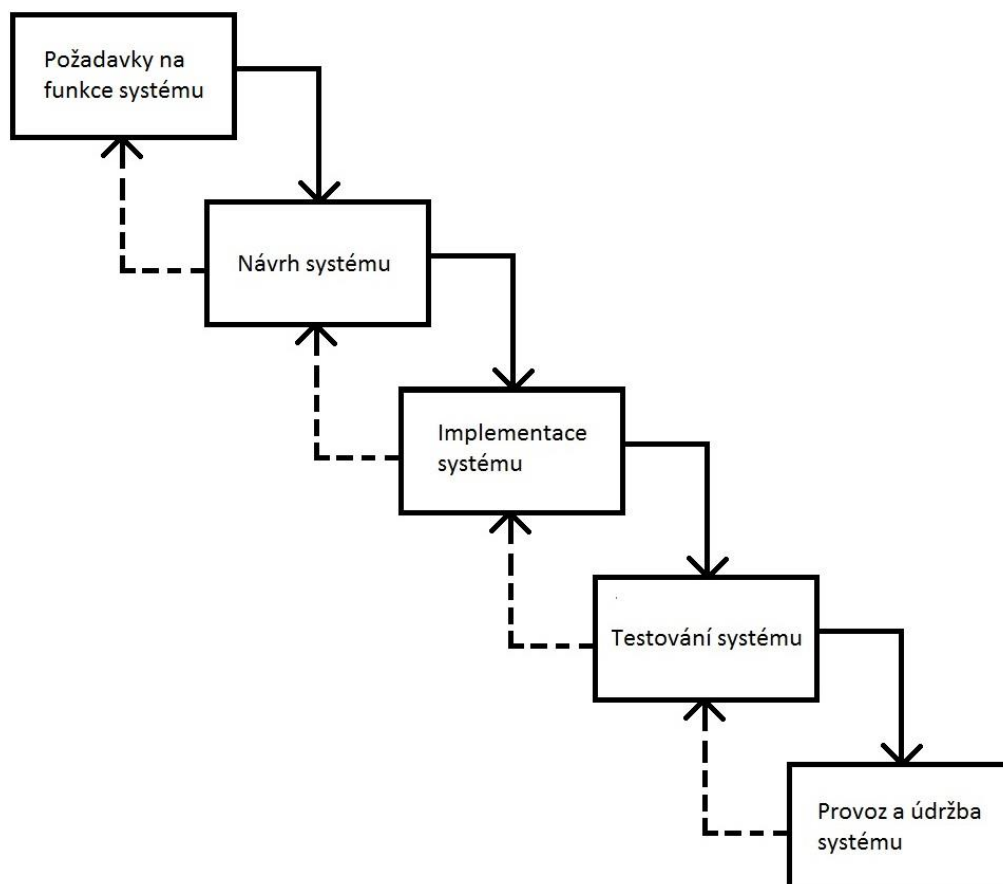 Požadavky na
funkce systému
Návrh systému
Implementace
systému
Testování systému
Provoz a údržba
systému